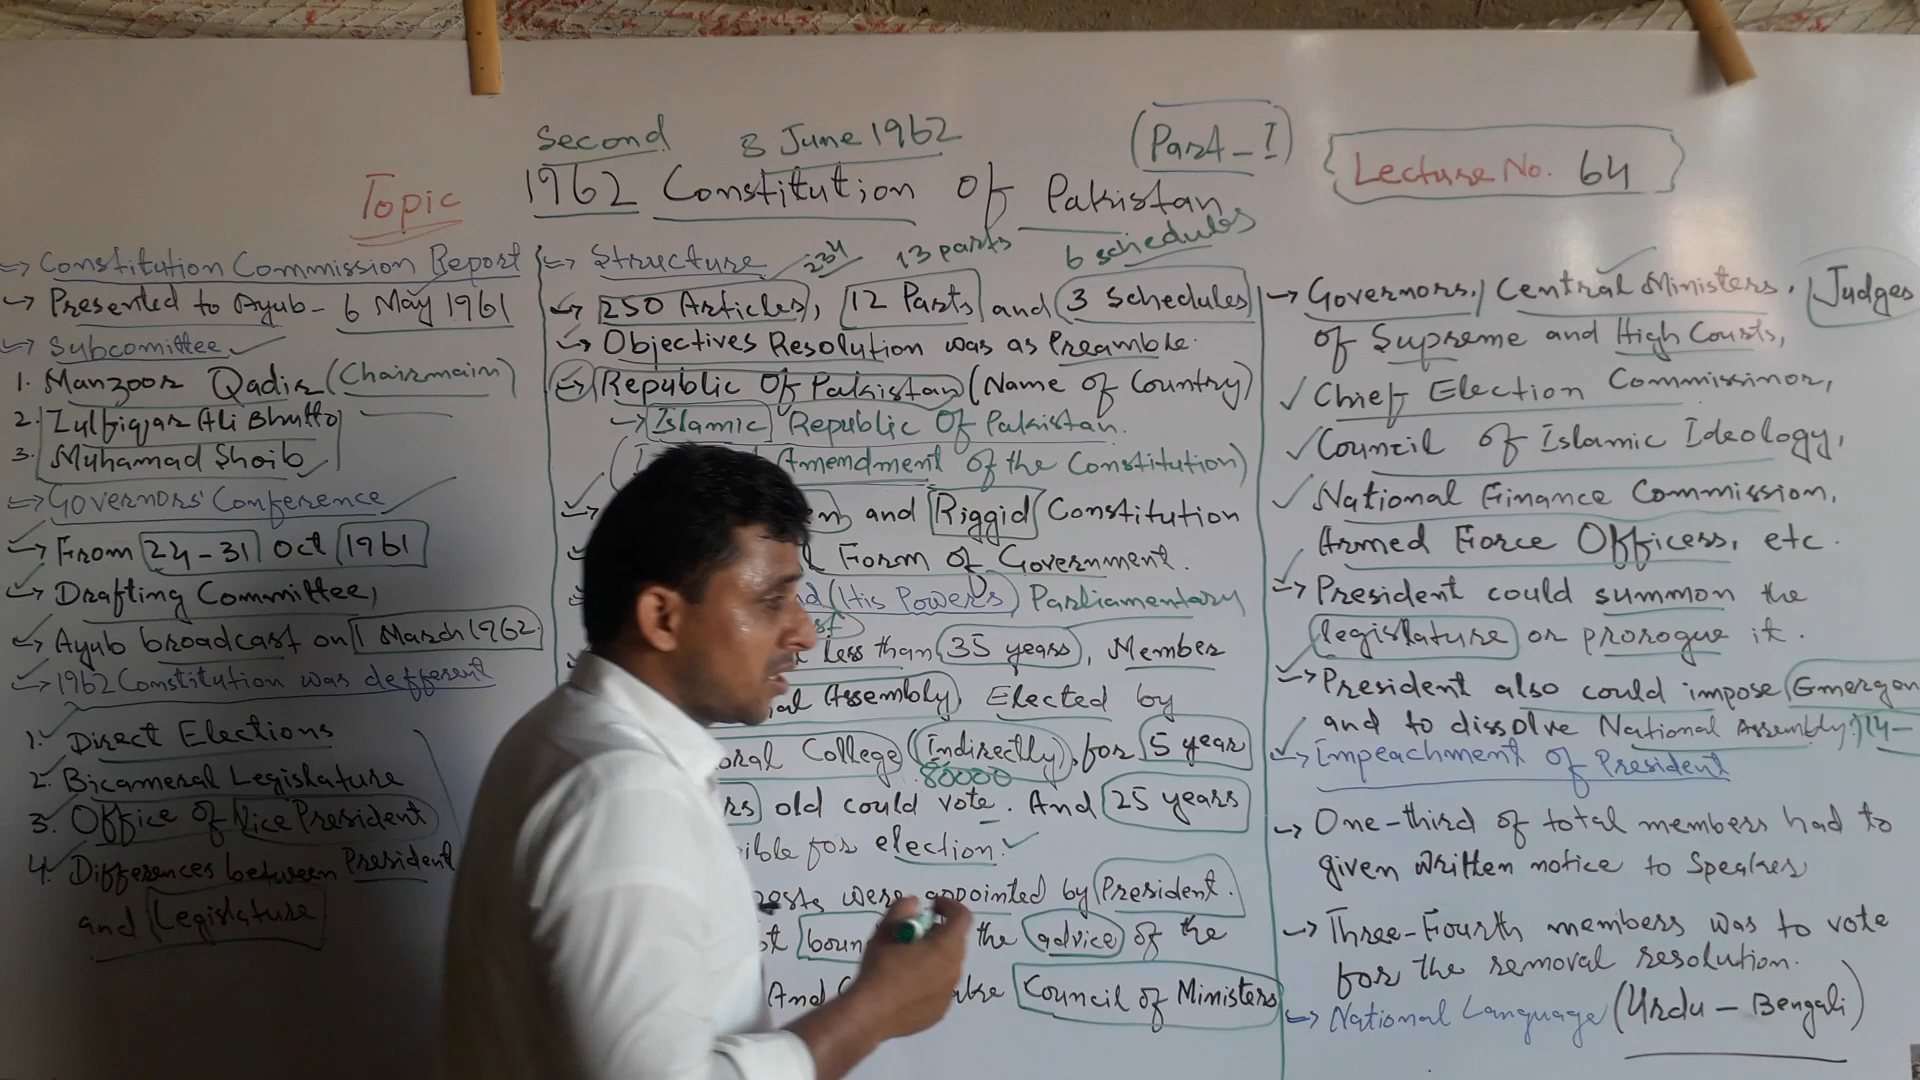 Second 8 June 1962
(Part-I)
Lecture No. 64
Topic
1962 Constitution of Pakistan
⇒ Constitution Commission Report
→ Presented to Ayub- 6 May 1961
→ Subcomittee
1. Manzoor Qadir (Chairmain)
2. Zulfiqar Ali Bhutto
3. Muhamad Shoib
⇒ Governors' Conference
→ From 24-31 Oct 1961
→ Drafting Committee,
→ Ayub broadcast on 1 March 1962.
→ 1962 Constitution was defferent
1. Direct Elections
2. Bicameral Legislature
3. Office of Vice President
4. Differences between President
and Legislature
⇒ Structure 234 13 parts 6 schedules
→ 250 Articles, 12 Parts and 3 Schedules
→ Objectives Resolution was as Preamble.
→ Republic Of Pakistan (Name of Country)
→ Islamic Republic Of Pakistan.
Amendment of the Constitution)
and Riggid Constitution
Form of Government.
(His Powers) Parliamentary
less than 35 years, Member
Assembly, Elected by
College (Indirectly), for 5 year
80000
old could vote. And 25 years
for election.
were appointed by President.
the advice of the
And Council of Ministers
→ Governors, Central Ministers, Judges
of Supreme and High Courts,
Chief Election Commissinor,
Council of Islamic Ideology,
National Finance Commission,
Armed Force Officers, etc.
→ President could summon the
legislature or prorogue it.
→ President also could impose Emergen
and to dissolve National Assembly. 14-
→ Impeachment of President
→ One-third of total members had to
given written notice to Speaker
→ Three-Fourth members was to vote
for the removal resolution.
→ National Language (Urdu - Bengali)